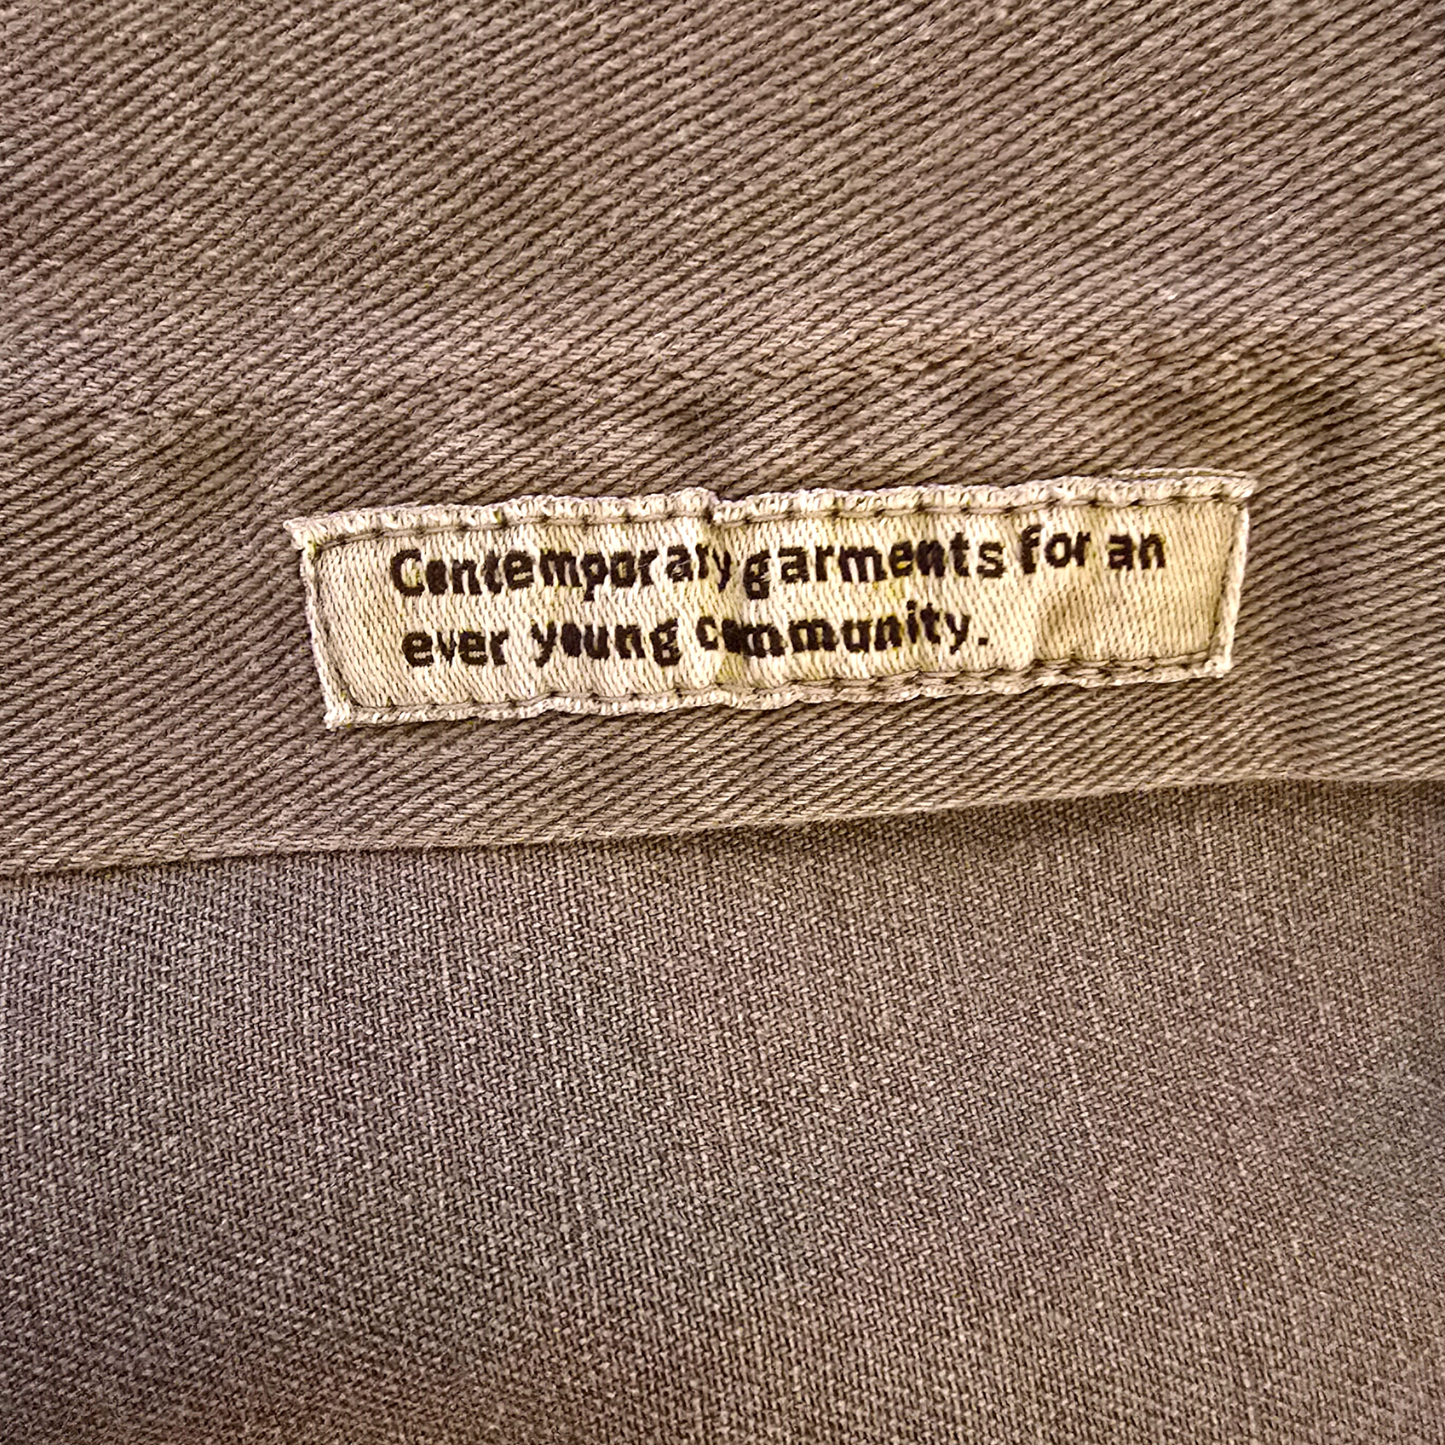 Contemporary garments for an
ever young community.